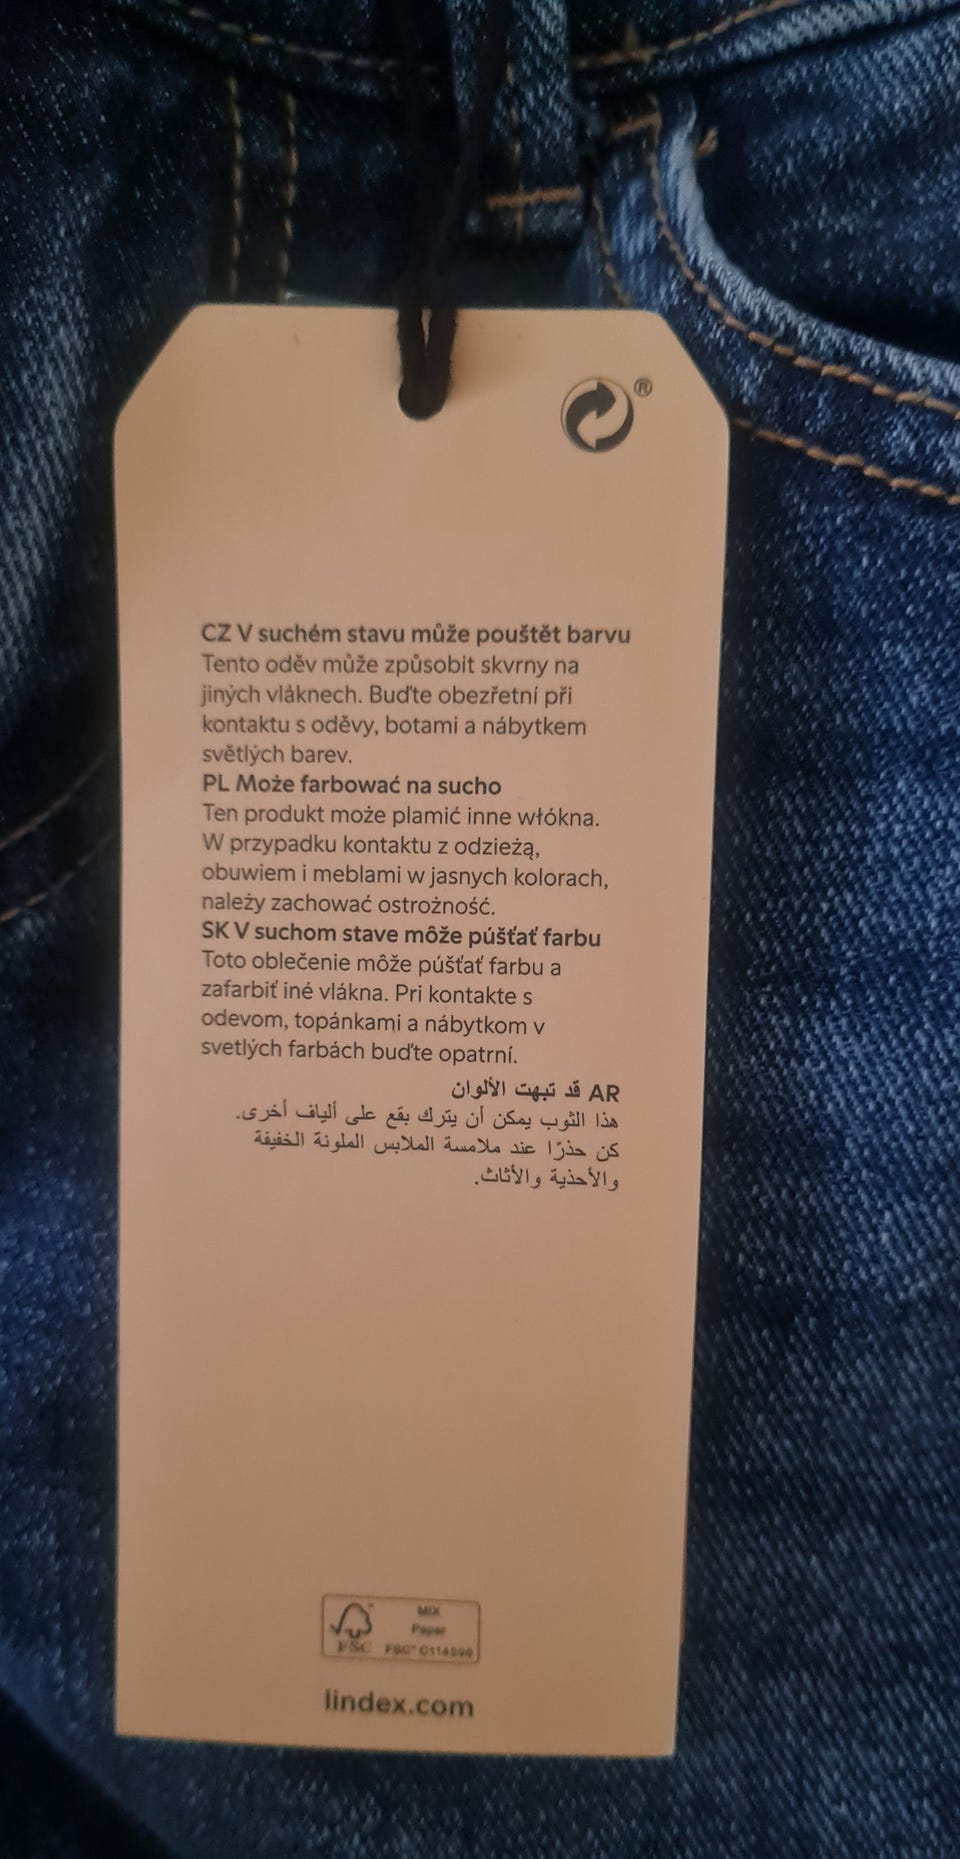 ®
CZ V suchém stavu může pouštět barvu
Tento oděv může způsobit skvrny na
jiných vláknech. Buďte obezřetní při
kontaktu s oděvy, botami a nábytkem
světlých barev.
PL Może farbować na sucho
Ten produkt może plamić inne włókna.
W przypadku kontaktu z odzieżą,
obuwiem i meblami w jasnych kolorach,
należy zachować ostrożność.
SK V suchom stave môže púšťať farbu
Toto oblečenie môže púšťať farbu a
zafarbiť iné vlákna. Pri kontakte s
odevom, topánkami a nábytkom v
svetlých farbách buďte opatrní.
AR قد تبهت الألوان
هذا الثوب يمكن أن يترك بقع على ألياف أخرى.
كن حذرًا عند ملامسة الملابس الملونة الخفيفة
والأحذية والأثاث.
MIX
Paper
FSC FSC®
lindex.com